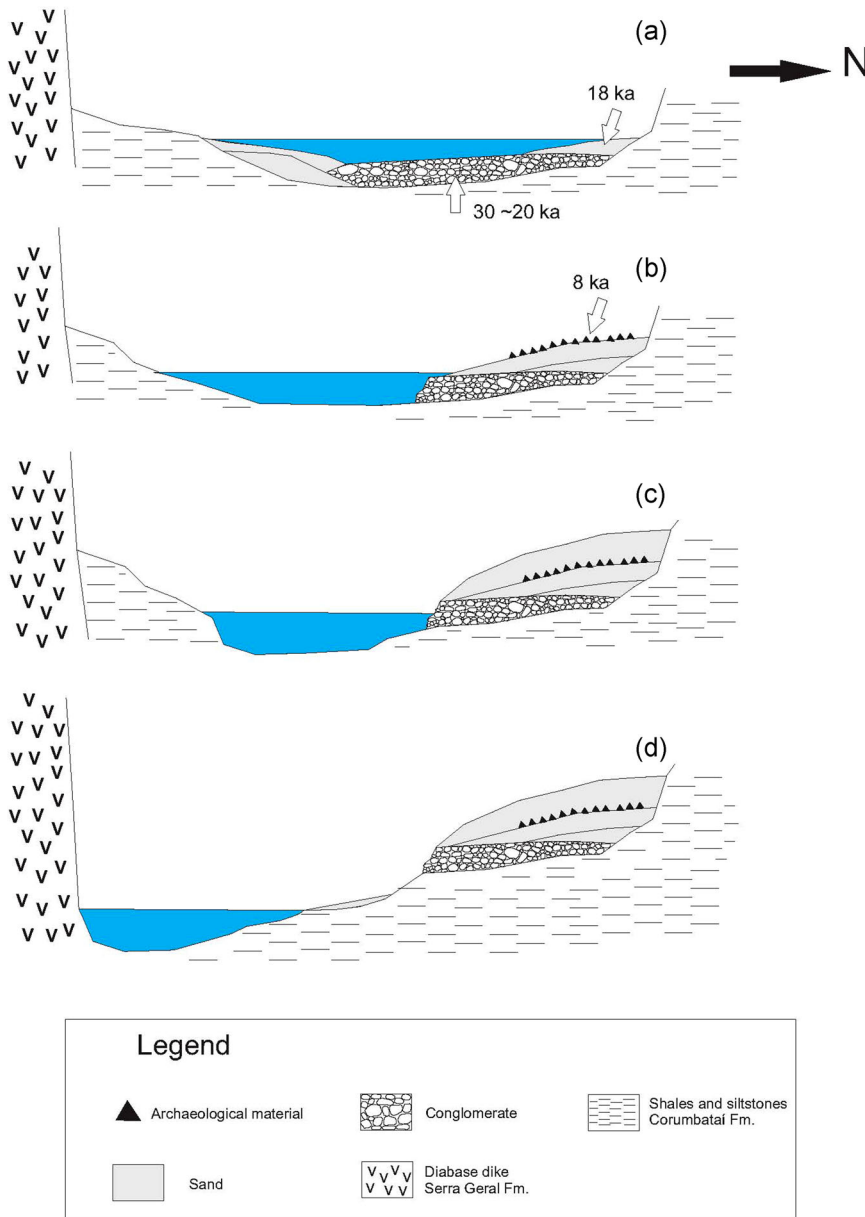 (a)
N
18 ka
30 ~20 ka
(b)
8 ka
(c)
(d)
Legend
Archaeological material
Conglomerate
Shales and siltstones
Corumbataí Fm.
Sand
Diabase dike
Serra Geral Fm.